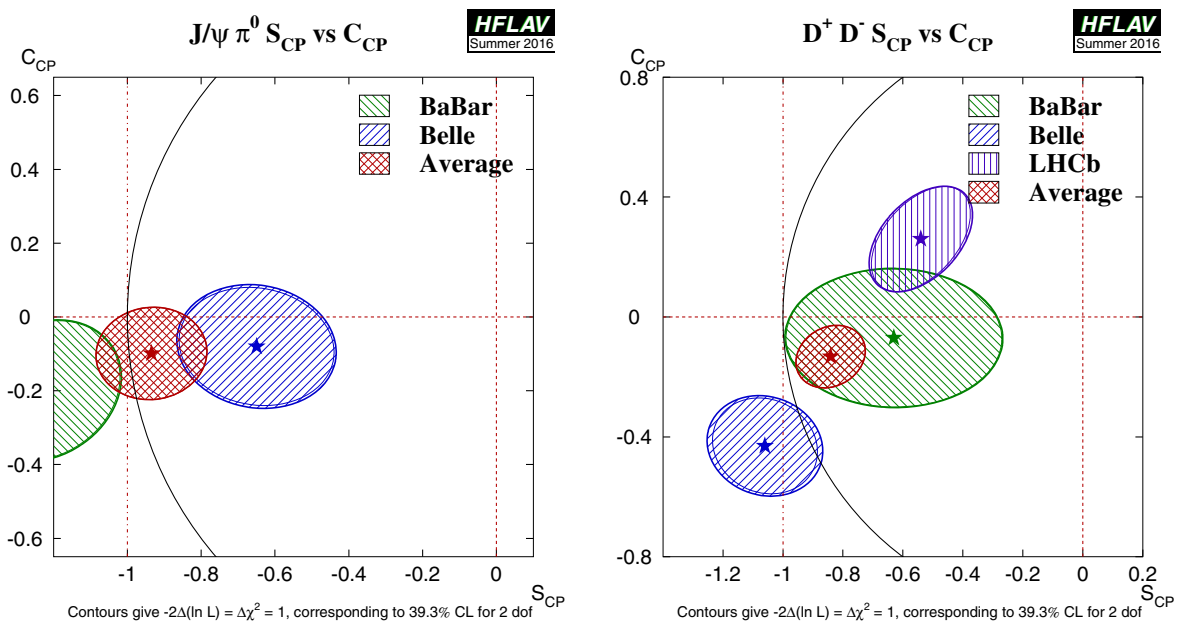 J/ψ π⁰ S_CP vs C_CP
HFLAV
Summer 2016
C_CP
BaBar
Belle
Average
0.6
0.4
0.2
0
-0.2
-0.4
-0.6
-1
-0.8
-0.6
-0.4
-0.2
0
S_CP
Contours give -2Δ(ln L) = Δχ² = 1, corresponding to 39.3% CL for 2 dof
D⁺ D⁻ S_CP vs C_CP
HFLAV
Summer 2016
C_CP
BaBar
Belle
LHCb
Average
0.8
0.4
0
-0.4
-0.8
-1.2
-1
-0.8
-0.6
-0.4
-0.2
0
0.2
S_CP
Contours give -2Δ(ln L) = Δχ² = 1, corresponding to 39.3% CL for 2 dof